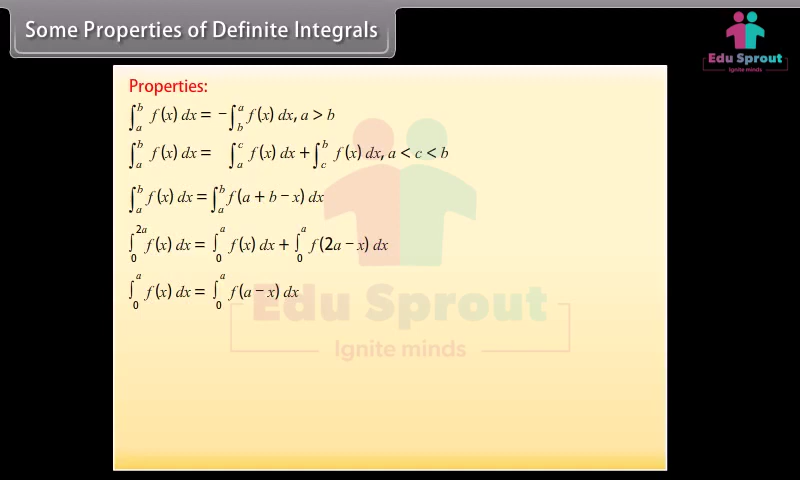 Some Properties of Definite Integrals
Edu Sprout
Ignite minds
Properties:
∫_a^b f(x) dx = −∫_b^a f(x) dx, a > b
∫_a^b f(x) dx = ∫_a^c f(x) dx + ∫_c^b f(x) dx, a < c < b
∫_a^b f(x) dx = ∫_a^b f(a + b − x) dx
∫_0^2a f(x) dx = ∫_0^a f(x) dx + ∫_0^a f(2a − x) dx
∫_0^a f(x) dx = ∫_0^a f(a − x) dx
Edu Sprout
Ignite minds